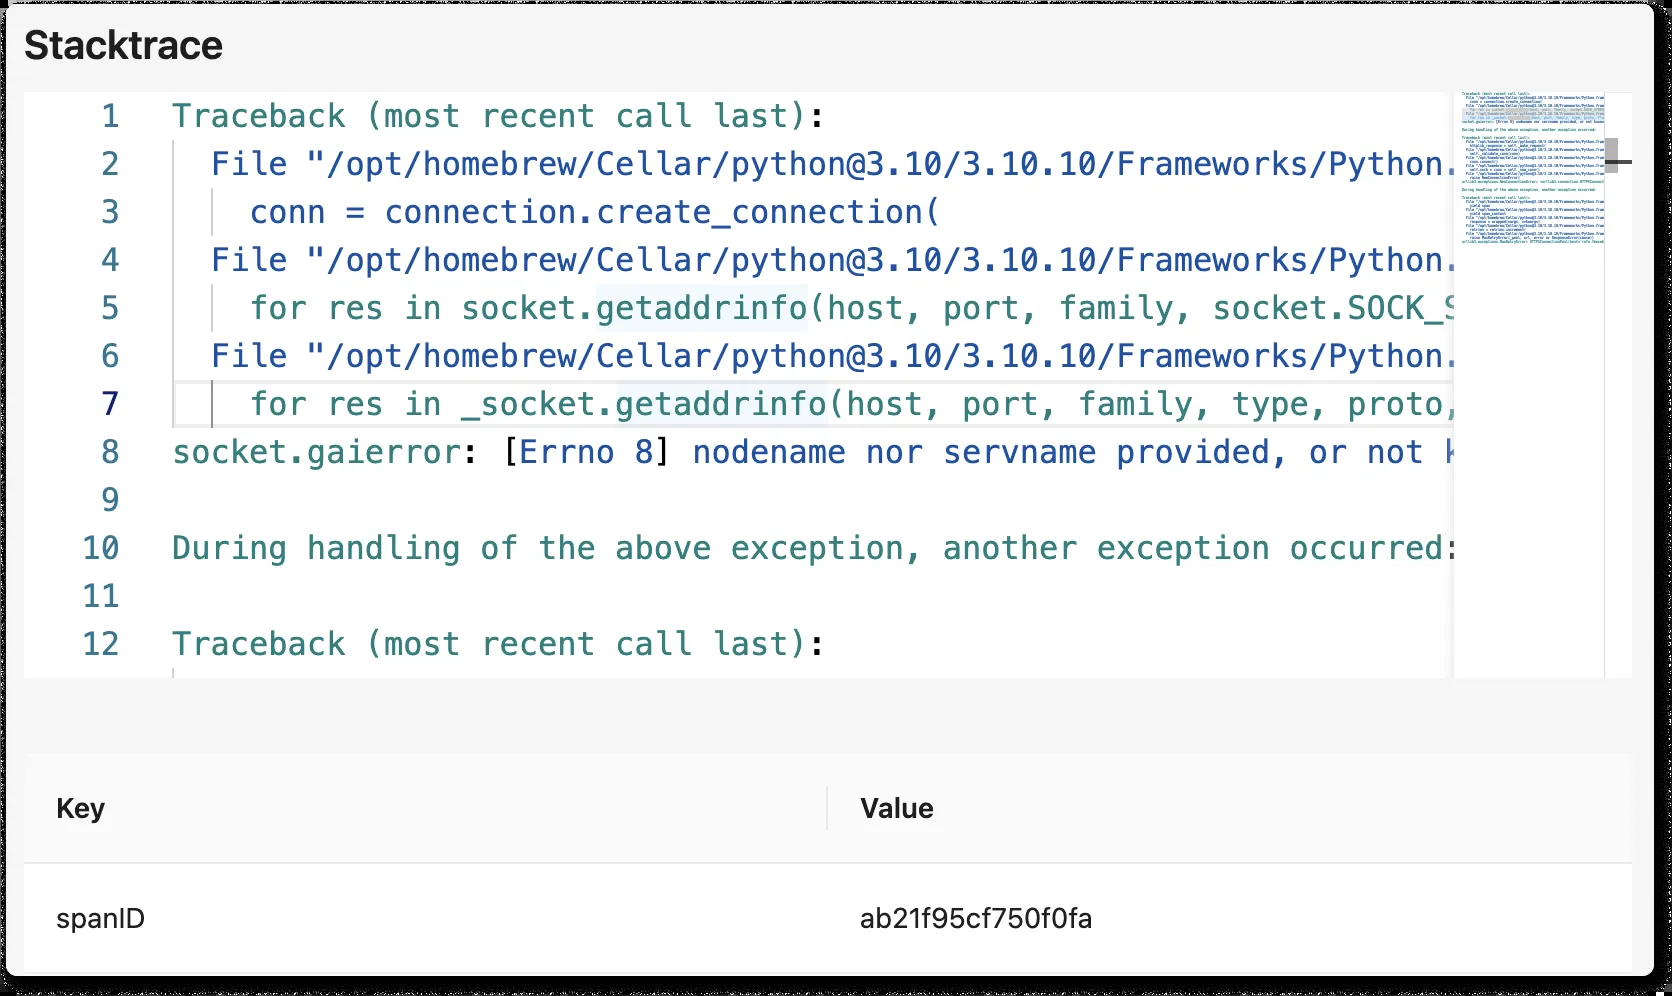 Stacktrace
1 Traceback (most recent call last):
2 File "/opt/homebrew/Cellar/python@3.10/3.10.10/Frameworks/Python.
3 conn = connection.create_connection(
4 File "/opt/homebrew/Cellar/python@3.10/3.10.10/Frameworks/Python.
5 for res in socket.getaddrinfo(host, port, family, socket.SOCK_S
6 File "/opt/homebrew/Cellar/python@3.10/3.10.10/Frameworks/Python.
7 for res in _socket.getaddrinfo(host, port, family, type, proto,
8 socket.gaierror: [Errno 8] nodename nor servname provided, or not k
9
10 During handling of the above exception, another exception occurred:
11
12 Traceback (most recent call last):
Key Value
spanID ab21f95cf750f0fa